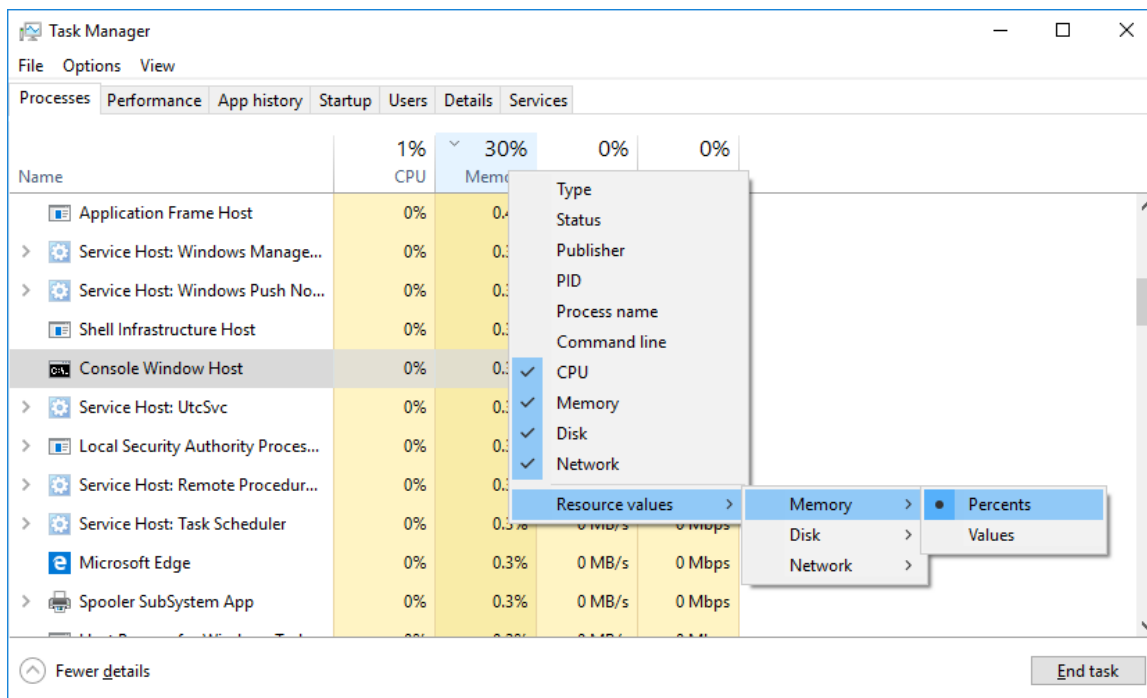 Task Manager
File Options View
Processes Performance App history Startup Users Details Services
1% 30% 0% 0%
Name CPU
Type
Status
Publisher
PID
Process name
Command line
CPU
Memory
Disk
Network
Resource values
Memory
Disk
Network
Percents
Values
Application Frame Host 0%
Service Host: Windows Manage... 0%
Service Host: Windows Push No... 0%
Shell Infrastructure Host 0%
Console Window Host 0%
Service Host: UtcSvc 0%
Local Security Authority Proces... 0%
Service Host: Remote Procedur... 0%
Service Host: Task Scheduler 0%
Microsoft Edge 0% 0.3% 0 MB/s 0 Mbps
Spooler SubSystem App 0% 0.3% 0 MB/s 0 Mbps
Fewer details
End task